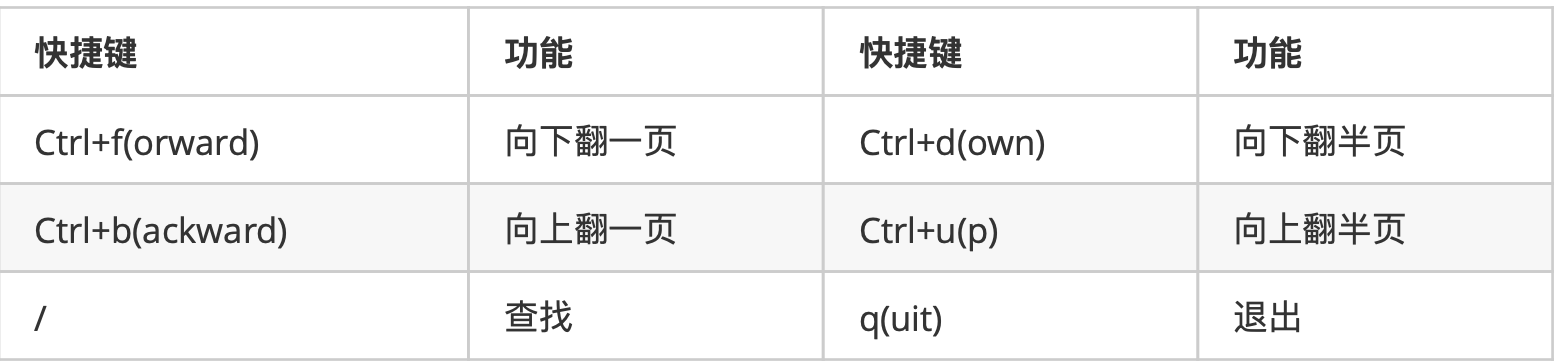 快捷键 功能 快捷键 功能
Ctrl+f(orward) 向下翻一页 Ctrl+d(own) 向下翻半页
Ctrl+b(ackward) 向上翻一页 Ctrl+u(p) 向上翻半页
/ 查找 q(uit) 退出